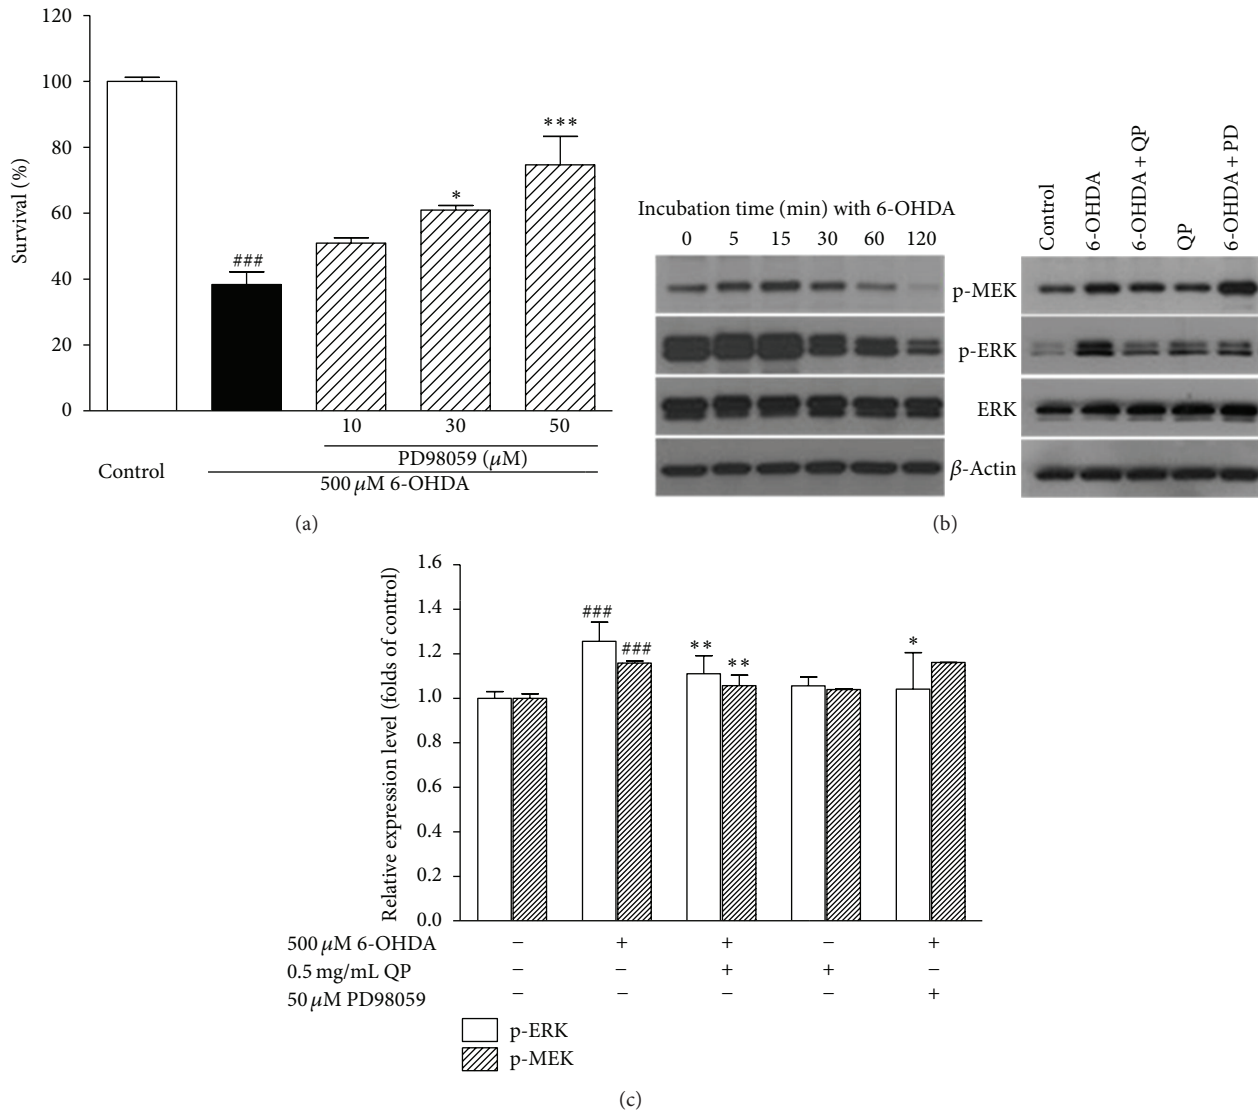 120
100
80
60
40
20
0
Survival (%)
###
*
***
10 30 50
PD98059 (μM)
Control
500 μM 6-OHDA
(a)
Incubation time (min) with 6-OHDA
0 5 15 30 60 120
Control
6-OHDA
6-OHDA + QP
QP
6-OHDA + PD
p-MEK
p-ERK
ERK
β-Actin
(b)
1.6
1.4
1.2
1.0
0.8
0.6
0.4
0.2
0.0
Relative expression level (folds of control)
###
###
**
**
*
500 μM 6-OHDA − + + − +
0.5 mg/mL QP − − + + −
50 μM PD98059 − − − − +
p-ERK
p-MEK
(c)